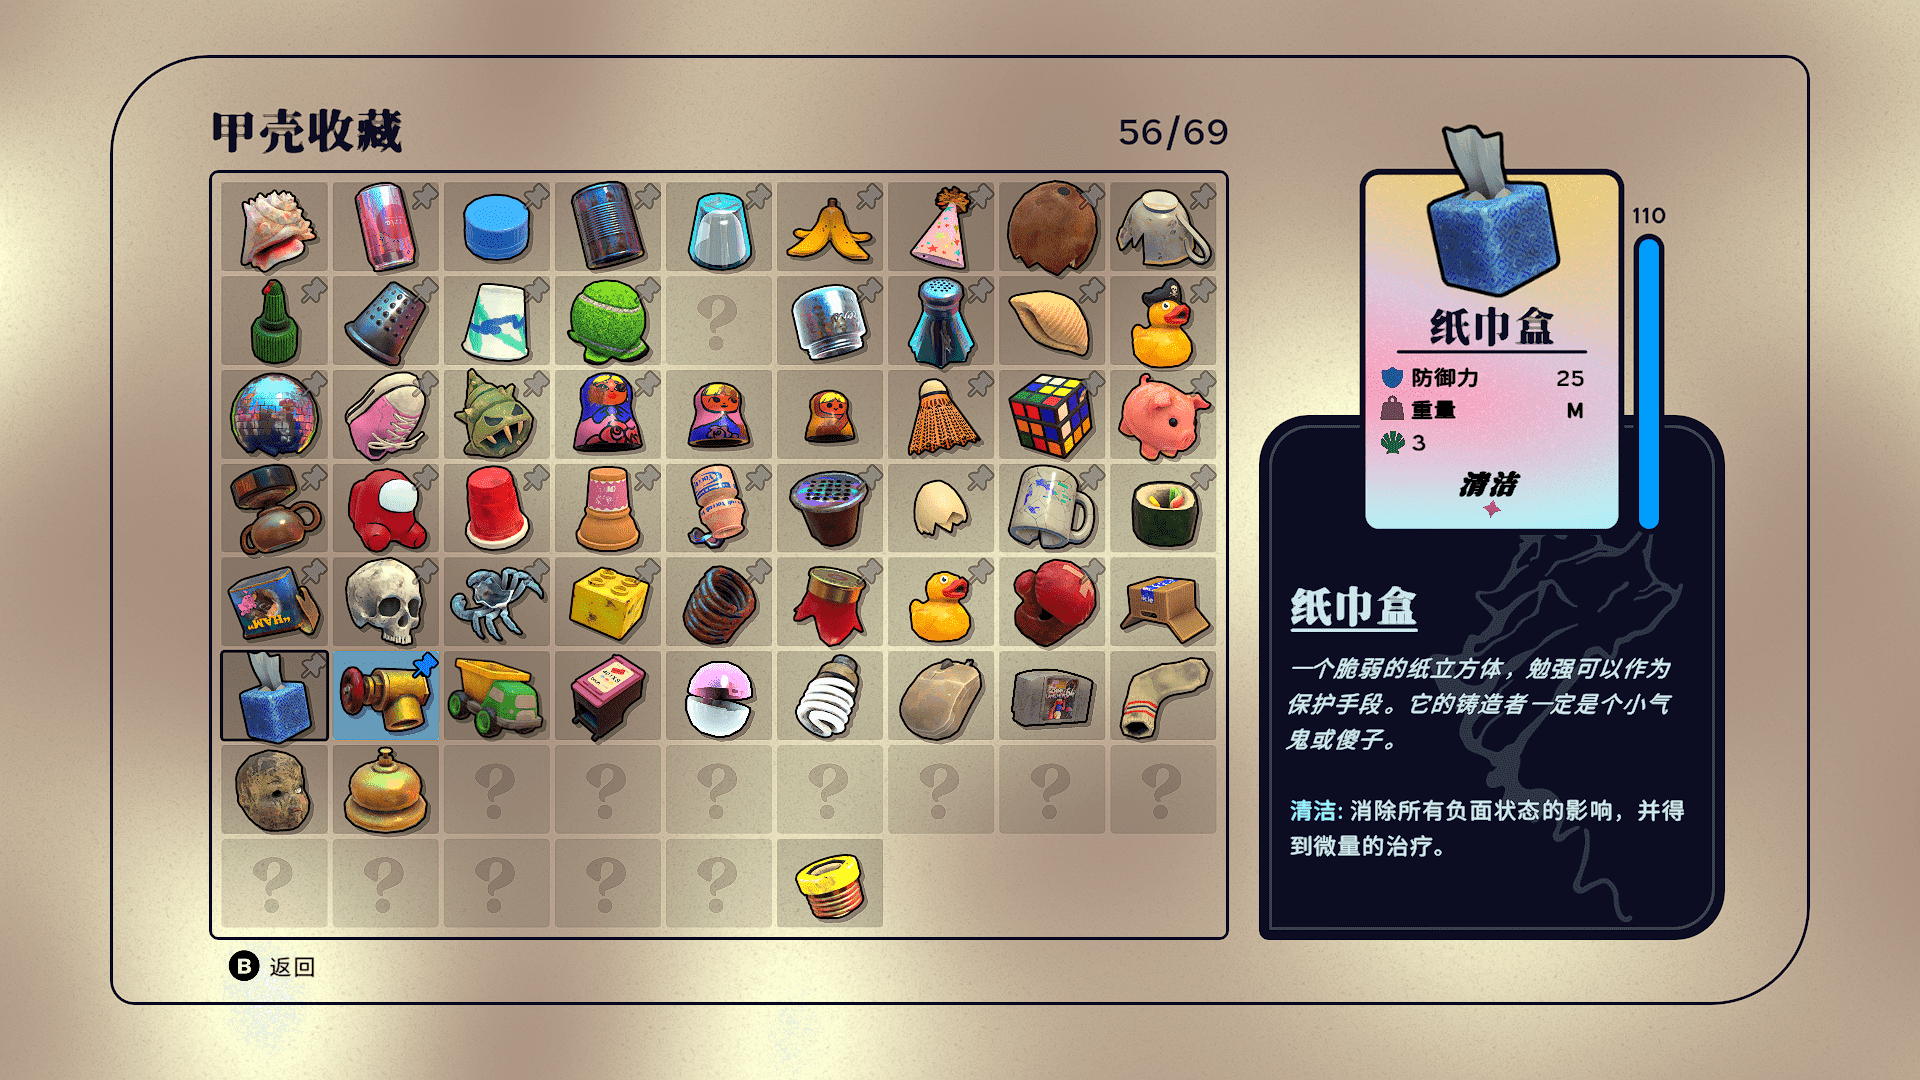 甲壳收藏
56/69
"HAM"
B 返回
纸巾盒
防御力 25
重量 M
3
清洁
110
纸巾盒
一个脆弱的纸立方体，勉强可以作为
保护手段。它的铸造者一定是个小气
鬼或傻子。
清洁: 消除所有负面状态的影响，并得
到微量的治疗。